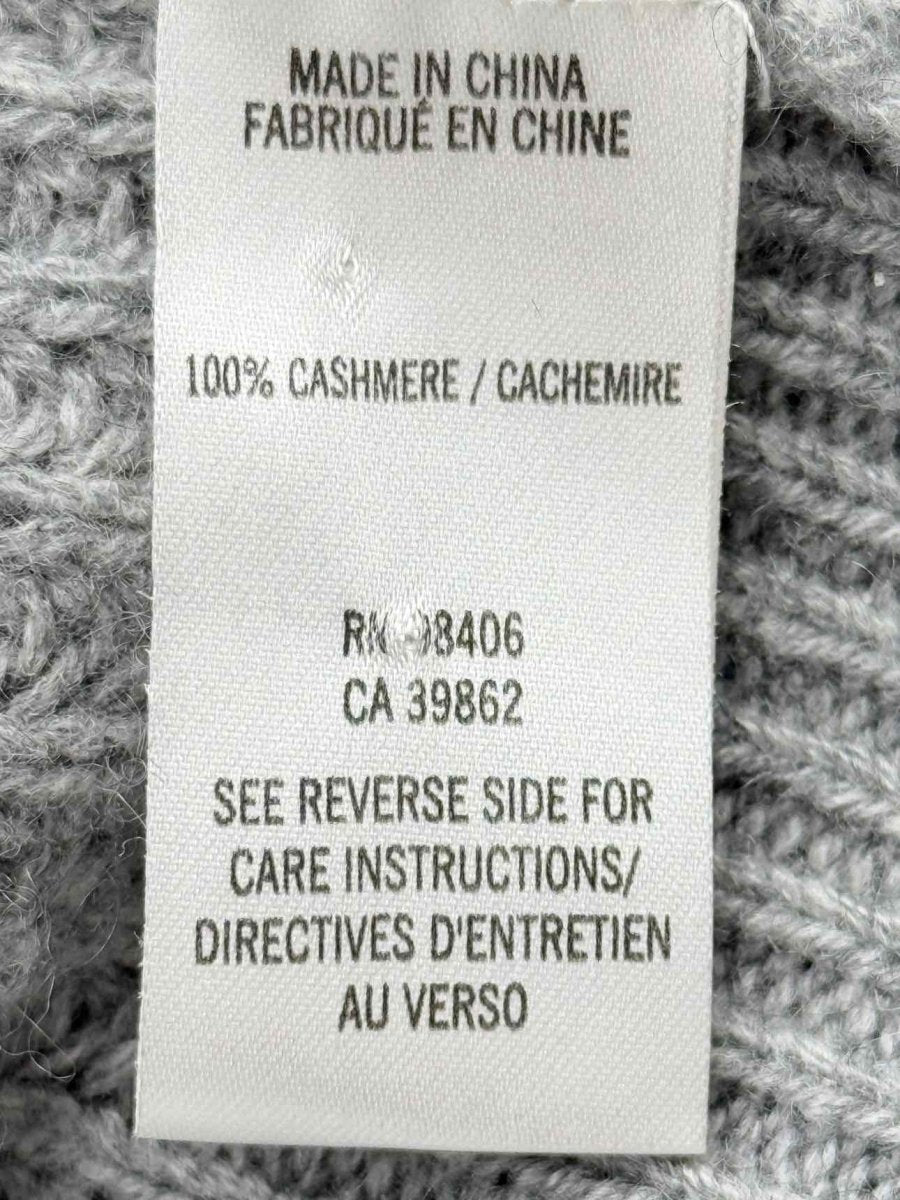 MADE IN CHINA
FABRIQUÉ EN CHINE
100% CASHMERE / CACHEMIRE
RN
CA 39862
SEE REVERSE SIDE FOR
CARE INSTRUCTIONS/
DIRECTIVES D'ENTRETIEN
AU VERSO